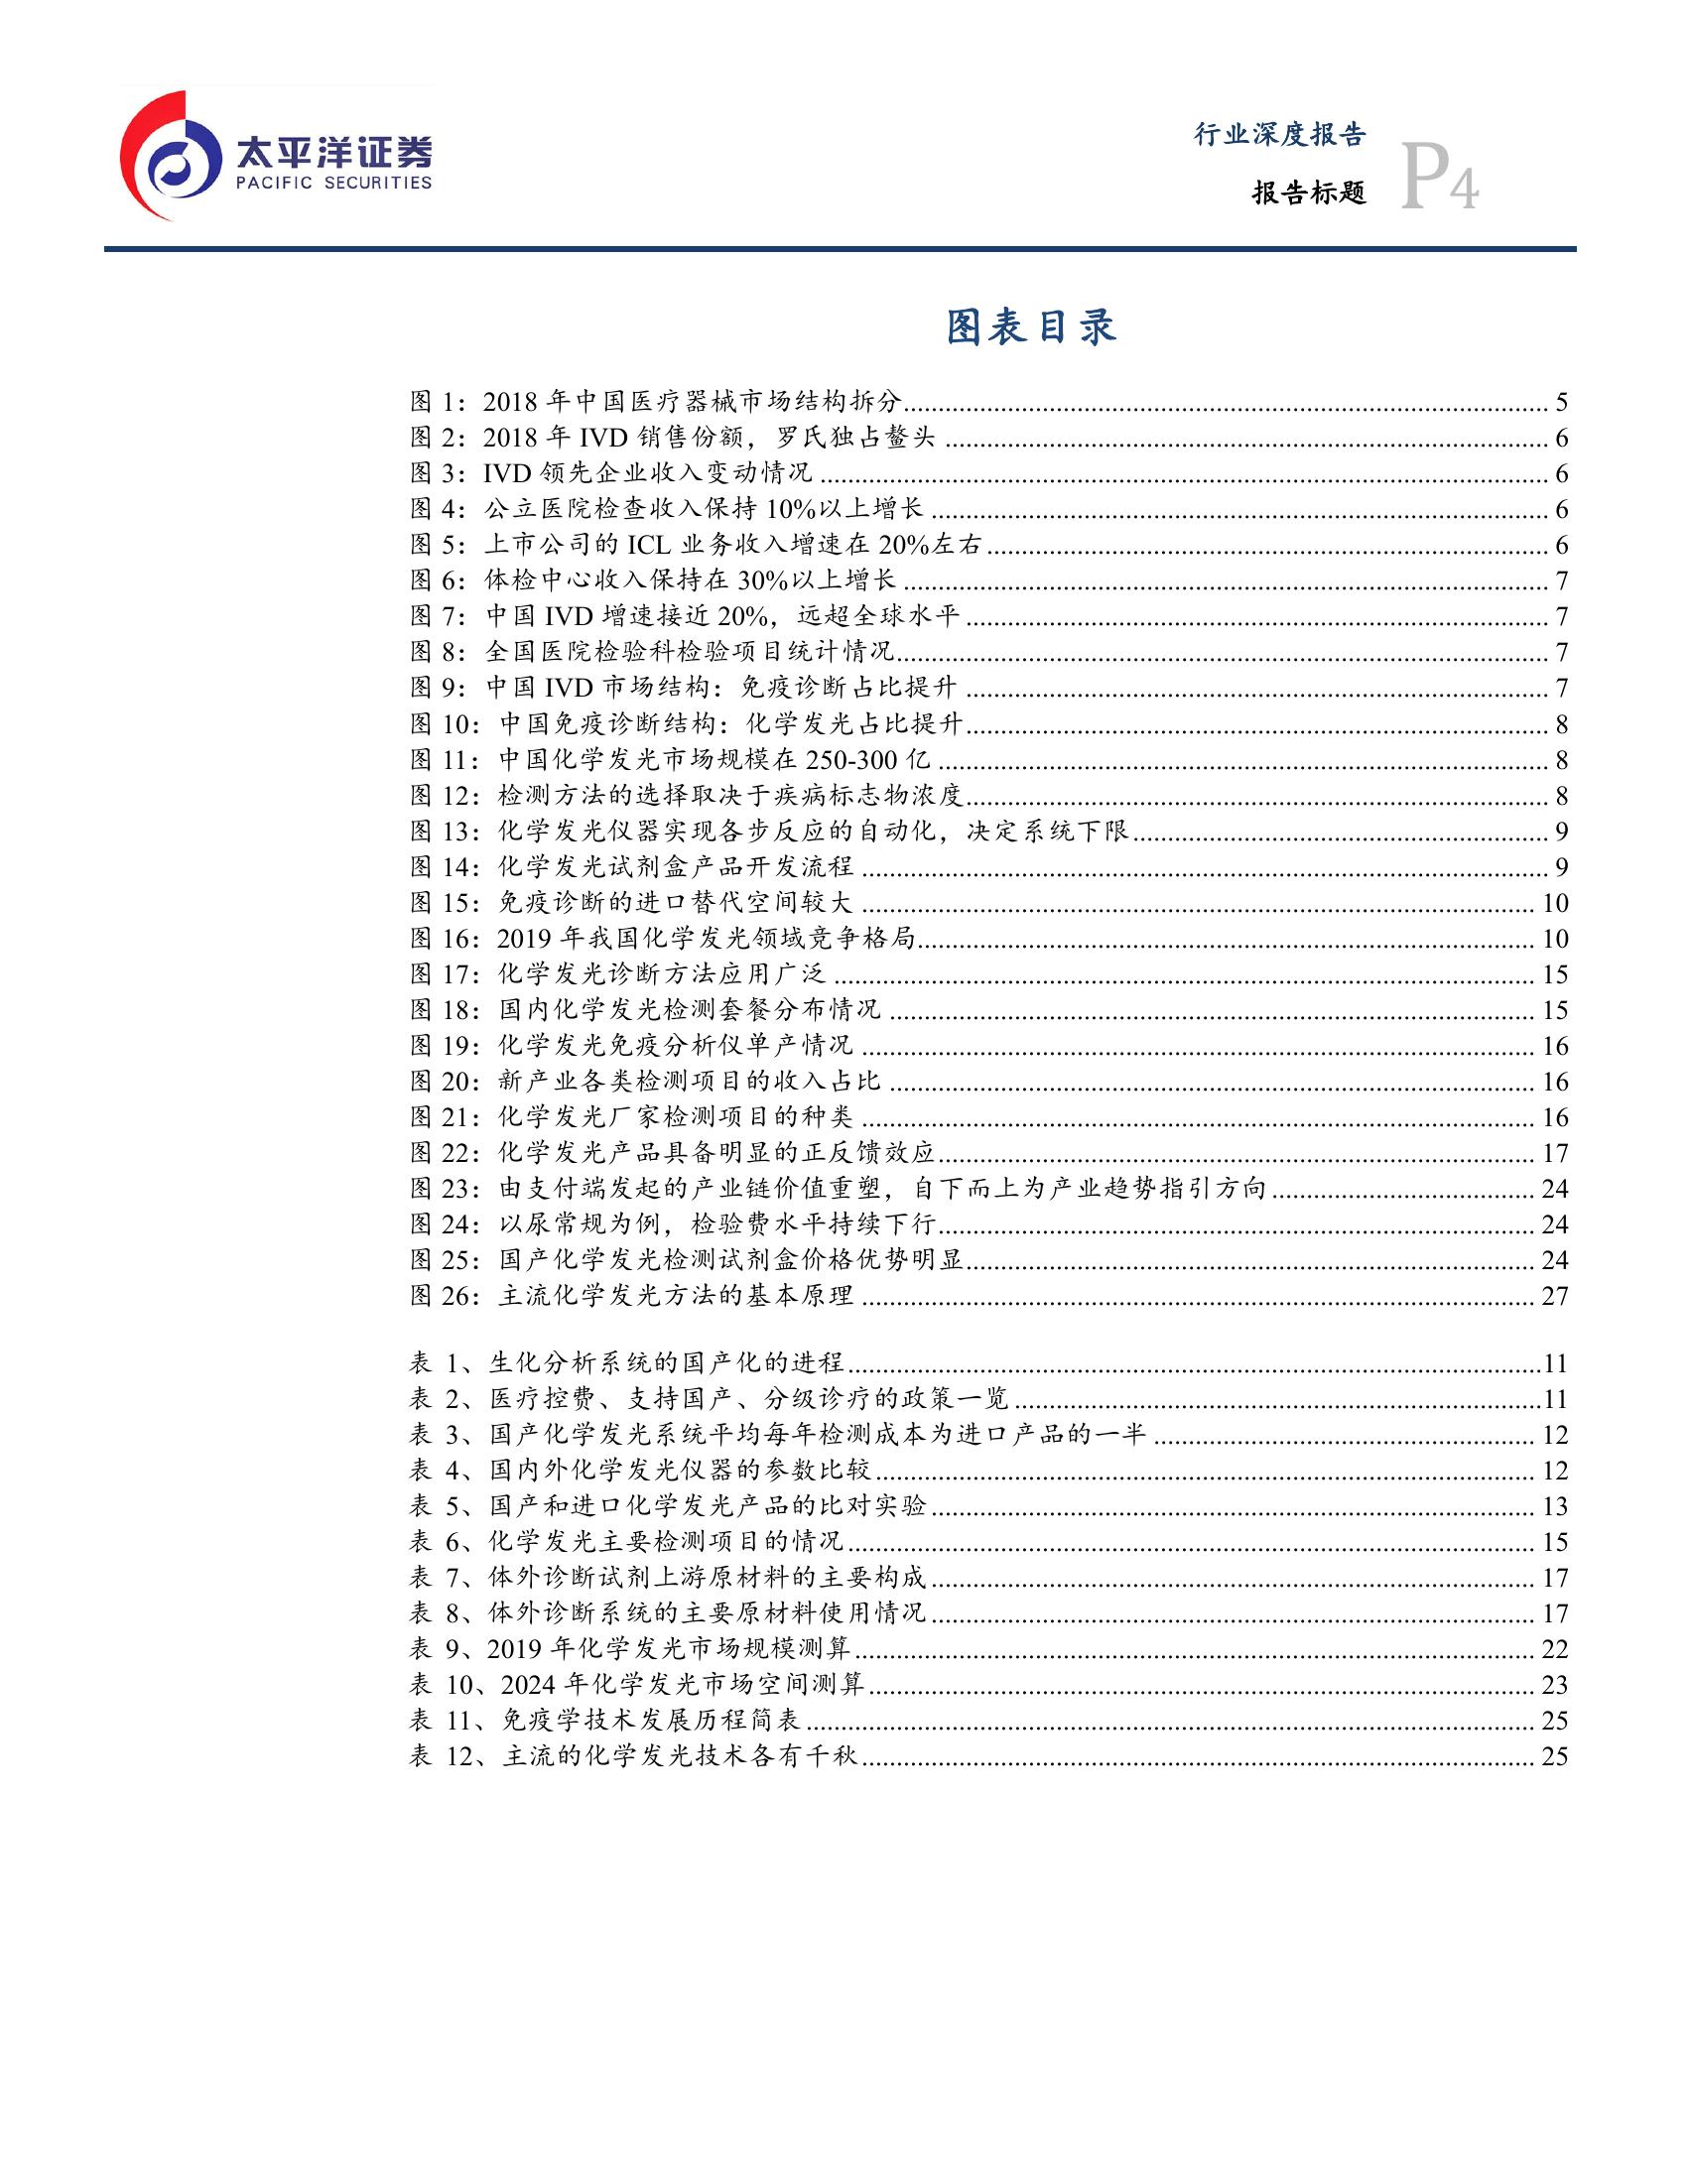 太平洋证券
PACIFIC SECURITIES
行业深度报告
报告标题
P4
图表目录
图 1：2018 年中国医疗器械市场结构拆分 5
图 2：2018 年 IVD 销售份额，罗氏独占鳌头 6
图 3：IVD 领先企业收入变动情况 6
图 4：公立医院检查收入保持 10%以上增长 6
图 5：上市公司的 ICL 业务收入增速在 20%左右 6
图 6：体检中心收入保持在 30%以上增长 7
图 7：中国 IVD 增速接近 20%，远超全球水平 7
图 8：全国医院检验科检验项目统计情况 7
图 9：中国 IVD 市场结构：免疫诊断占比提升 7
图 10：中国免疫诊断结构：化学发光占比提升 8
图 11：中国化学发光市场规模在 250-300 亿 8
图 12：检测方法的选择取决于疾病标志物浓度 8
图 13：化学发光仪器实现各步反应的自动化，决定系统下限 9
图 14：化学发光试剂盒产品开发流程 9
图 15：免疫诊断的进口替代空间较大 10
图 16：2019 年我国化学发光领域竞争格局 10
图 17：化学发光诊断方法应用广泛 15
图 18：国内化学发光检测套餐分布情况 15
图 19：化学发光免疫分析仪单产情况 16
图 20：新产业各类检测项目的收入占比 16
图 21：化学发光厂家检测项目的种类 16
图 22：化学发光产品具备明显的正反馈效应 17
图 23：由支付端发起的产业链价值重塑，自下而上为产业趋势指引方向 24
图 24：以尿常规为例，检验费水平持续下行 24
图 25：国产化学发光检测试剂盒价格优势明显 24
图 26：主流化学发光方法的基本原理 27
表 1、生化分析系统的国产化的进程 11
表 2、医疗控费、支持国产、分级诊疗的政策一览 11
表 3、国产化学发光系统平均每年检测成本为进口产品的一半 12
表 4、国内外化学发光仪器的参数比较 12
表 5、国产和进口化学发光产品的比对实验 13
表 6、化学发光主要检测项目的情况 15
表 7、体外诊断试剂上游原材料的主要构成 17
表 8、体外诊断系统的主要原材料使用情况 17
表 9、2019 年化学发光市场规模测算 22
表 10、2024 年化学发光市场空间测算 23
表 11、免疫学技术发展历程简表 25
表 12、主流的化学发光技术各有千秋 25